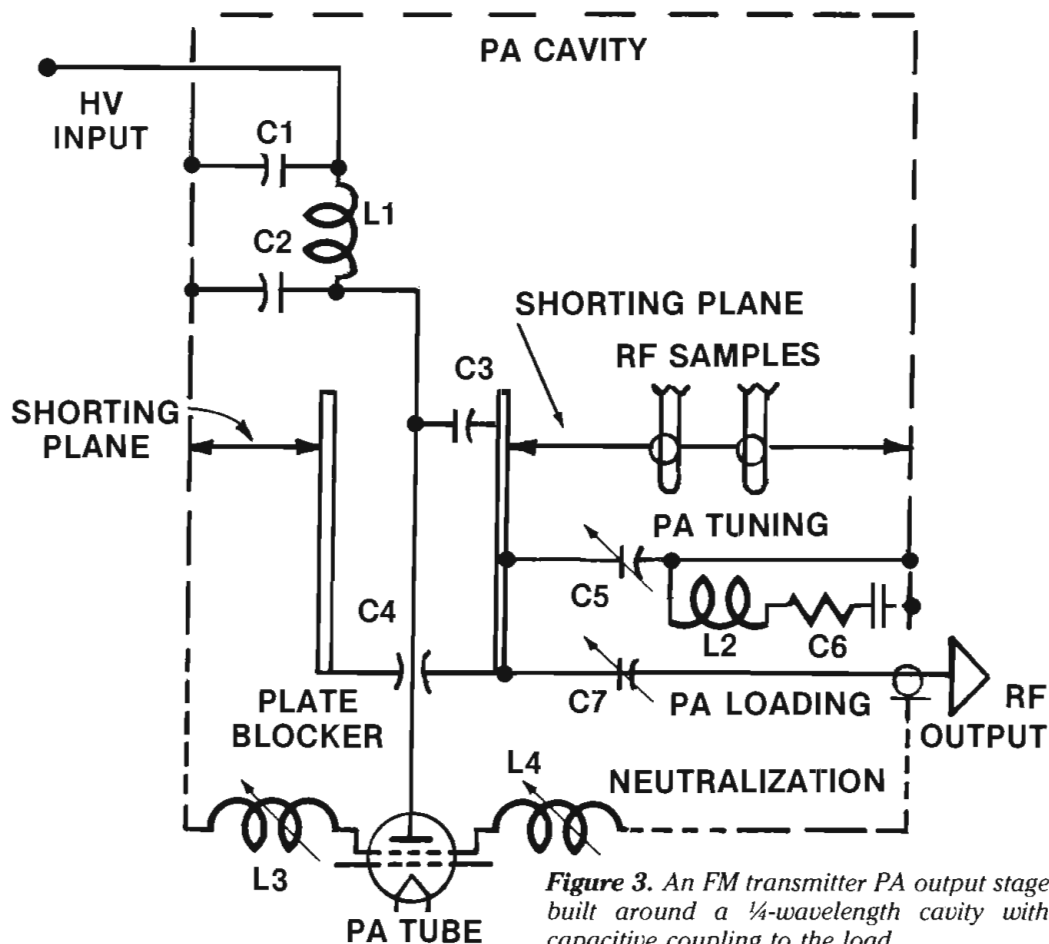 PA CAVITY
HV
INPUT
C1
L1
C2
SHORTING PLANE
RF SAMPLES
C3
SHORTING
PLANE
PA TUNING
C5
C4
L2
C6
C7
PA LOADING
RF
OUTPUT
PLATE
BLOCKER
L4
NEUTRALIZATION
L3
PA TUBE
Figure 3. An FM transmitter PA output stage
built around a ¼-wavelength cavity with
capacitive coupling to the load.